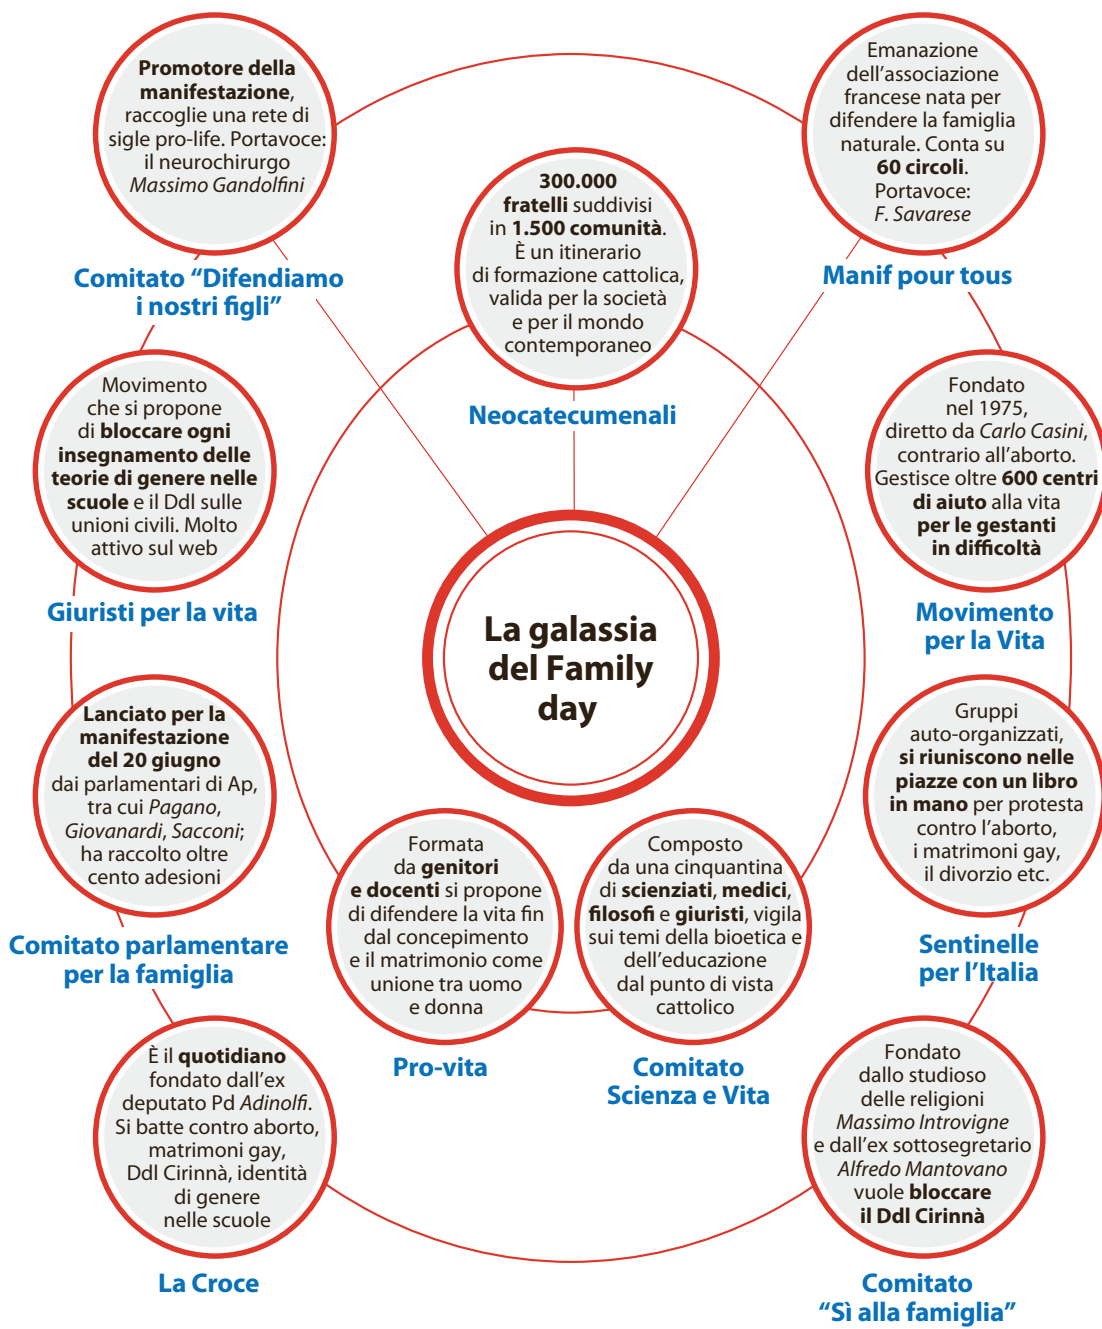 Promotore della
manifestazione,
raccoglie una rete di
sigle pro-life. Portavoce:
il neurochirurgo
Massimo Gandolfini
Comitato “Difendiamo
i nostri figli”
300.000
fratelli suddivisi
in 1.500 comunità.
È un itinerario
di formazione cattolica,
valida per la società
e per il mondo
contemporaneo
Neocatecumenali
Emanazione
dell’associazione
francese nata per
difendere la famiglia
naturale. Conta su
60 circoli.
Portavoce:
F. Savarese
Manif pour tous
Movimento
che si propone
di bloccare ogni
insegnamento delle
teorie di genere nelle
scuole e il Ddl sulle
unioni civili. Molto
attivo sul web
Giuristi per la vita
Fondato
nel 1975,
diretto da Carlo Casini,
contrario all’aborto.
Gestisce oltre 600 centri
di aiuto alla vita
per le gestanti
in difficoltà
Movimento
per la Vita
La galassia
del Family
day
Lanciato per la
manifestazione
del 20 giugno
dai parlamentari di Ap,
tra cui Pagano,
Giovanardi, Sacconi;
ha raccolto oltre
cento adesioni
Comitato parlamentare
per la famiglia
Formata
da genitori
e docenti si propone
di difendere la vita fin
dal concepimento
e il matrimonio come
unione tra uomo
e donna
Pro-vita
Composto
da una cinquantina
di scienziati, medici,
filosofi e giuristi, vigila
sui temi della bioetica e
dell’educazione
dal punto di vista
cattolico
Comitato
Scienza e Vita
Gruppi
auto-organizzati,
si riuniscono nelle
piazze con un libro
in mano per protesta
contro l’aborto,
i matrimoni gay,
il divorzio etc.
Sentinelle
per l’Italia
È il quotidiano
fondato dall’ex
deputato Pd Adinolfi.
Si batte contro aborto,
matrimoni gay,
Ddl Cirinnà, identità
di genere
nelle scuole
La Croce
Fondato
dallo studioso
delle religioni
Massimo Introvigne
e dall’ex sottosegretario
Alfredo Mantovano
vuole bloccare
il Ddl Cirinnà
Comitato
“Sì alla famiglia”